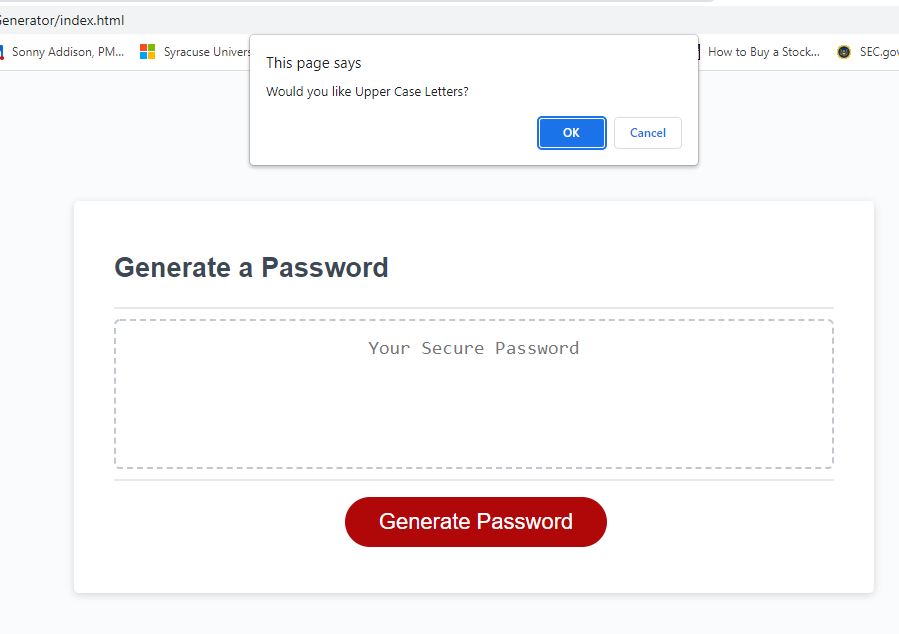 Generator/index.html
Sonny Addison, PM...
Syracuse Univers
How to Buy a Stock...
SEC.gov
This page says
Would you like Upper Case Letters?
OK
Cancel
Generate a Password
Your Secure Password
Generate Password